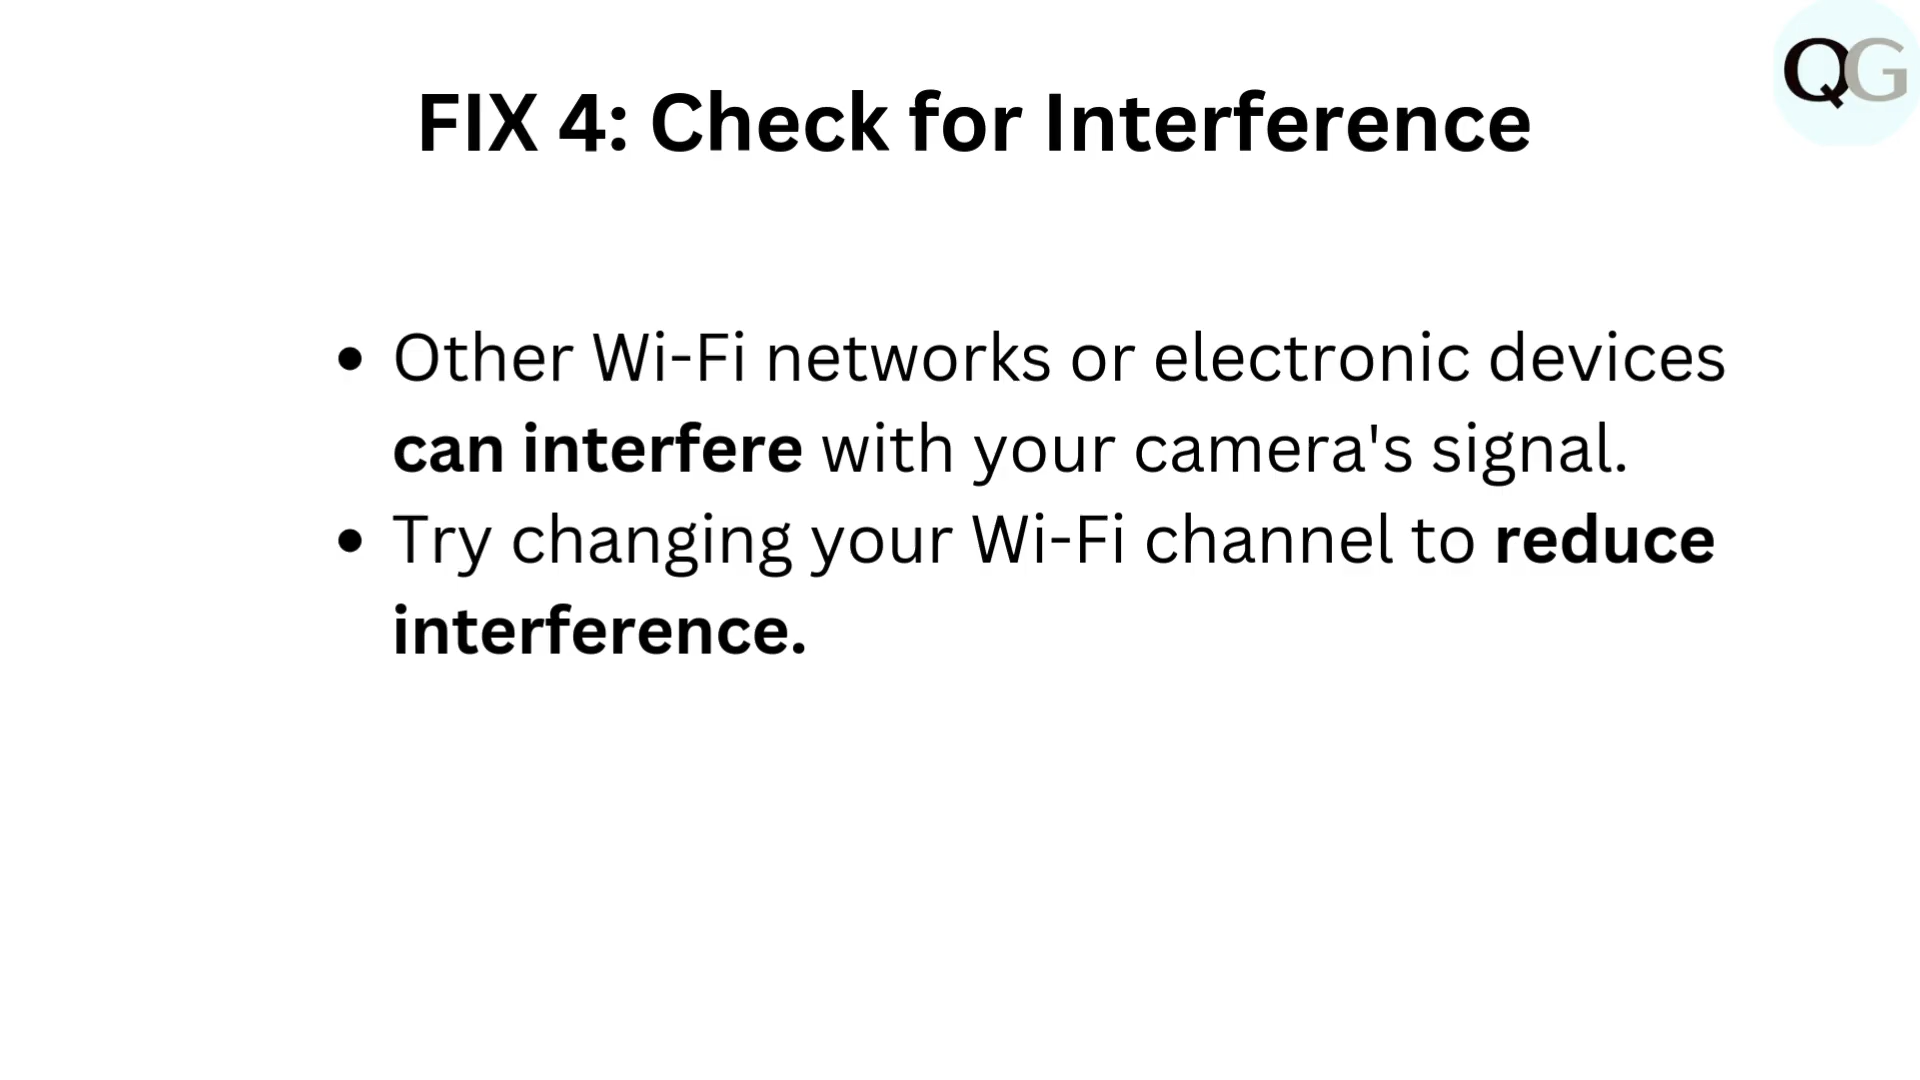 QG
FIX 4: Check for Interference
• Other Wi-Fi networks or electronic devices
can interfere with your camera's signal.
• Try changing your Wi-Fi channel to reduce
interference.